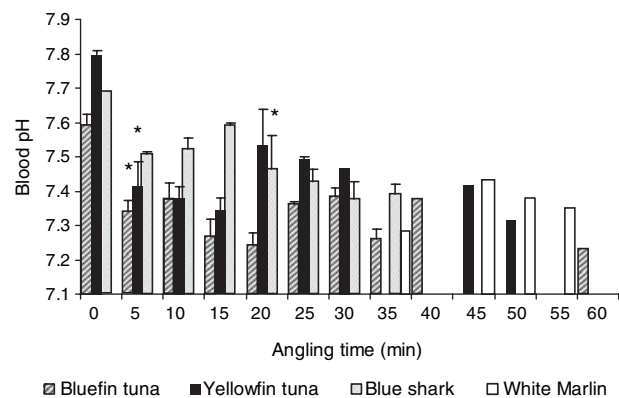 7.9
7.8
7.7
7.6
7.5
7.4
7.3
7.2
7.1
Blood pH
* * *
0 5 10 15 20 25 30 35 40 45 50 55 60
Angling time (min)
Bluefin tuna Yellowfin tuna Blue shark White Marlin